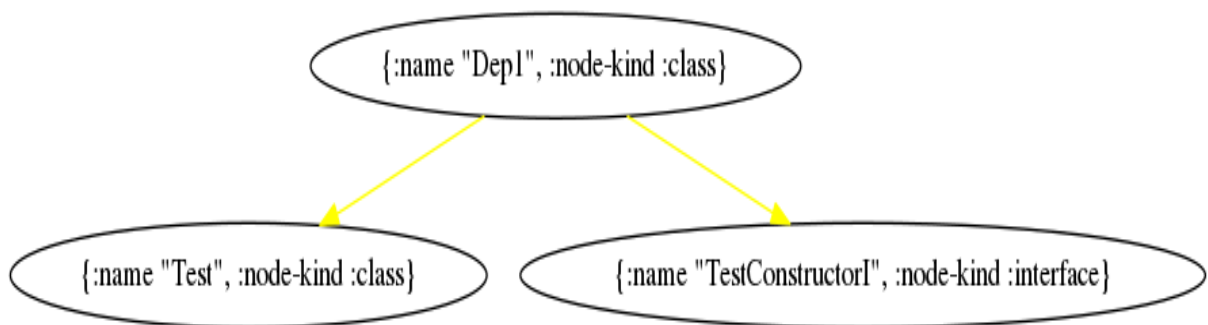 {:name "Dep1", :node-kind :class}
{:name "Test", :node-kind :class}
{:name "TestConstructorI", :node-kind :interface}